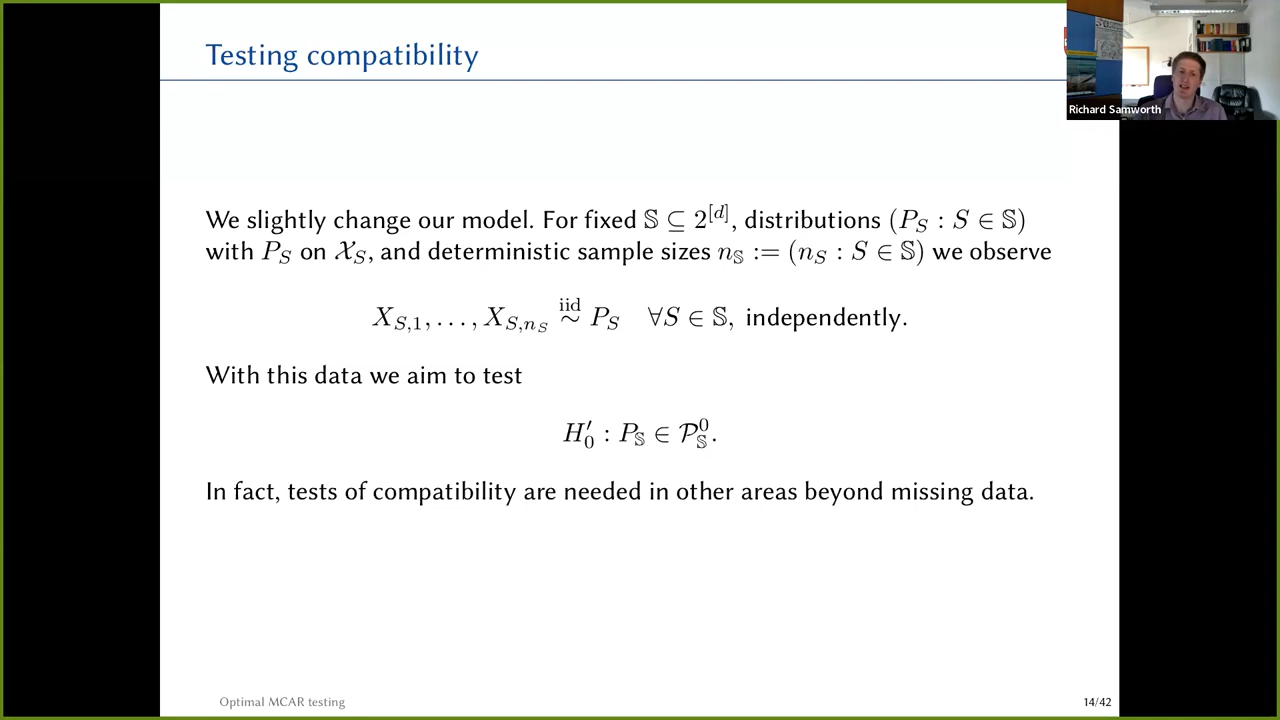 Testing compatibility
Richard Samworth
We slightly change our model. For fixed 𝕊 ⊆ 2^{[d]}, distributions (P_S : S ∈ 𝕊)
with P_S on 𝒳_S, and deterministic sample sizes n_𝕊 := (n_S : S ∈ 𝕊) we observe
X_{S,1}, . . . , X_{S,n_S} \overset{iid}{∼} P_S ∀S ∈ 𝕊, independently.
With this data we aim to test
H′_0 : P_𝕊 ∈ 𝒫^0_𝕊.
In fact, tests of compatibility are needed in other areas beyond missing data.
Optimal MCAR testing
14/42